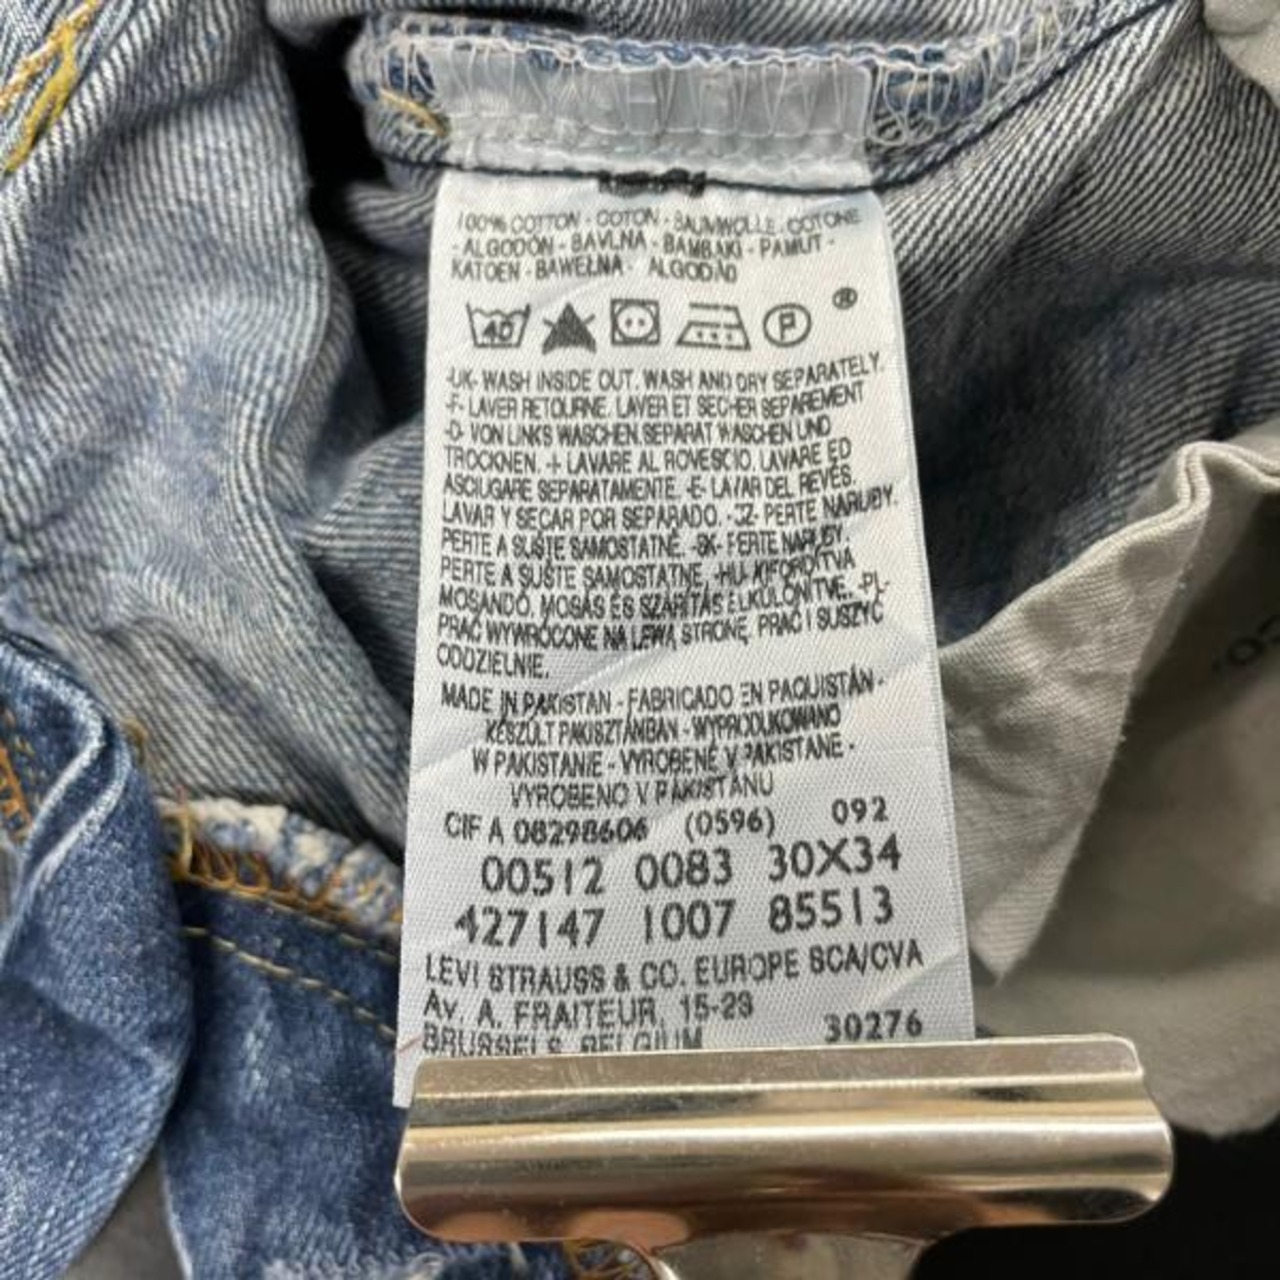 100% COTTON - COTON - BAUMWOLLE - COTONE
- ALGODÓN - BAVLNA - BAMBAKI - PAMUT -
KATOEN - BAWEŁNA - ALGODÃO
40 P ®
-UK- WASH INSIDE OUT. WASH AND DRY SEPARATELY.
-F- LAVER RETOURNE. LAVER ET SECHER SEPAREMENT
-D- VON LINKS WASCHEN. SEPARAT WASCHEN UND
TROCKNEN. -I- LAVARE AL ROVESCIO. LAVARE ED
ASCIUGARE SEPARATAMENTE. -E- LAVAR DEL REVÉS.
LAVAR Y SECAR POR SEPARADO. -CZ- PERTE NARUBY.
PERTE A SUŠTE SAMOSTATNĚ. -SK- PERTE NARUBY.
PERTE A SUŠTE SAMOSTATNE, -HU- KIFORDÍTVA
MOSANDÓ. MOSÁS ÉS SZÁRÍTÁS ELKÜLÖNÍTVE. -PL-
PRAĆ WYWRÓCONE NA LEWĄ STRONĘ. PRAĆ I SUSZYĆ
ODDZIELNIE.
MADE IN PAKISTAN - FABRICADO EN PAQUISTÁN -
KÉSZÜLT PAKISZTÁNBAN - WYPRODUKOWANO
W PAKISTANIE - VYROBENÉ V PAKISTANE -
VYROBENO V PÁKISTÁNU
CIF A 08298606 (0596) 092
00512 0083 30X34
427147 1007 85513
LEVI STRAUSS & CO. EUROPE SCA/CVA
Av. A. FRAITEUR, 15-23
BRUSSELS, BELGIUM 30276